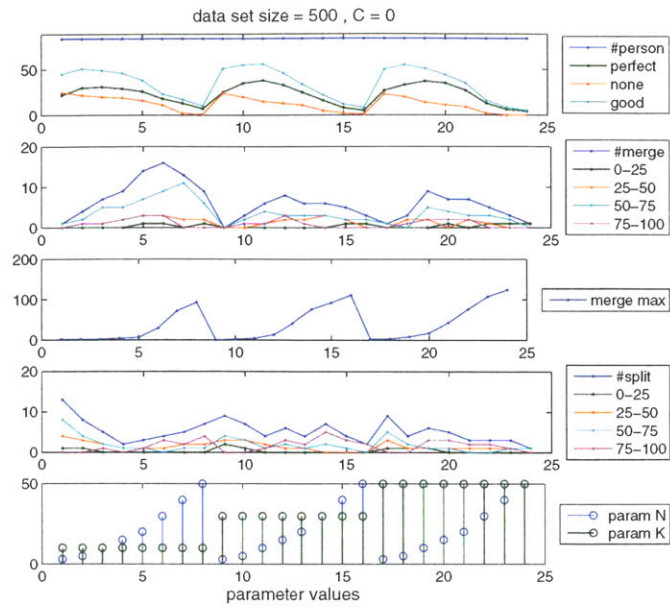 data set size = 500 , C = 0
50
0
0 5 10 15 20 25
#person
perfect
none
good
20
10
0
0 5 10 15 20 25
#merge
0-25
25-50
50-75
75-100
200
100
0
0 5 10 15 20 25
merge max
20
10
0
0 5 10 15 20 25
#split
0-25
25-50
50-75
75-100
50
0
0 5 10 15 20 25
param N
param K
parameter values